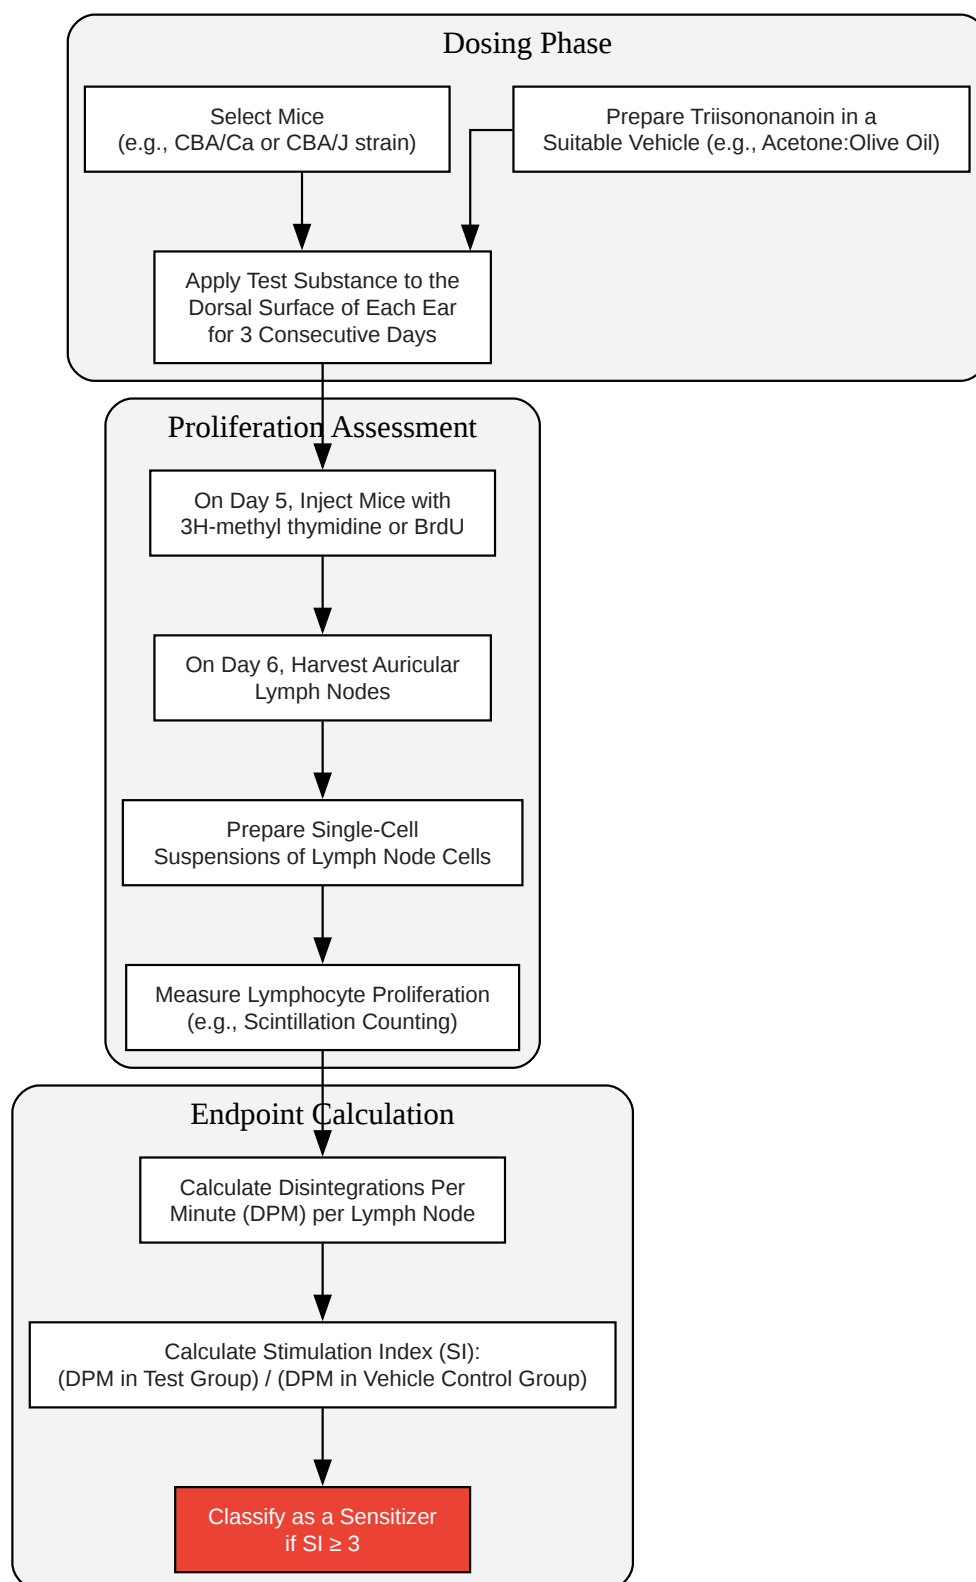 Dosing Phase
Select Mice
(e.g., CBA/Ca or CBA/J strain)
Prepare Triisononanoin in a
Suitable Vehicle (e.g., Acetone:Olive Oil)
Apply Test Substance to the
Dorsal Surface of Each Ear
for 3 Consecutive Days
Proliferation Assessment
On Day 5, Inject Mice with
3H-methyl thymidine or BrdU
On Day 6, Harvest Auricular
Lymph Nodes
Prepare Single-Cell
Suspensions of Lymph Node Cells
Measure Lymphocyte Proliferation
(e.g., Scintillation Counting)
Endpoint Calculation
Calculate Disintegrations Per
Minute (DPM) per Lymph Node
Calculate Stimulation Index (SI):
(DPM in Test Group) / (DPM in Vehicle Control Group)
Classify as a Sensitizer
if SI ≥ 3